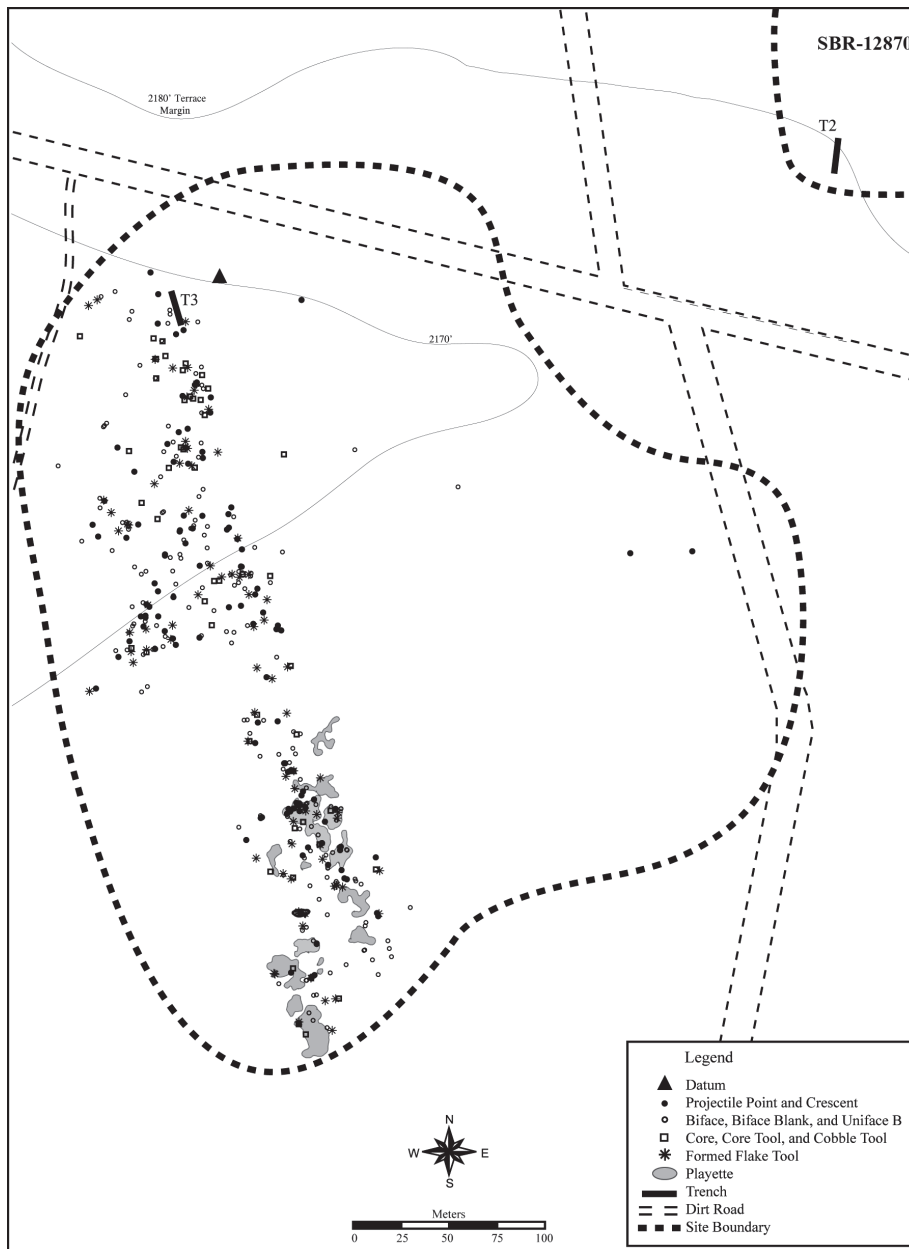 SBR-12870
2180' Terrace
Margin
T2
T3
2170'
Legend
Datum
Projectile Point and Crescent
Biface, Biface Blank, and Uniface B
Core, Core Tool, and Cobble Tool
Formed Flake Tool
Playette
Trench
Dirt Road
Site Boundary
N
W E
S
Meters
0 25 50 75 100